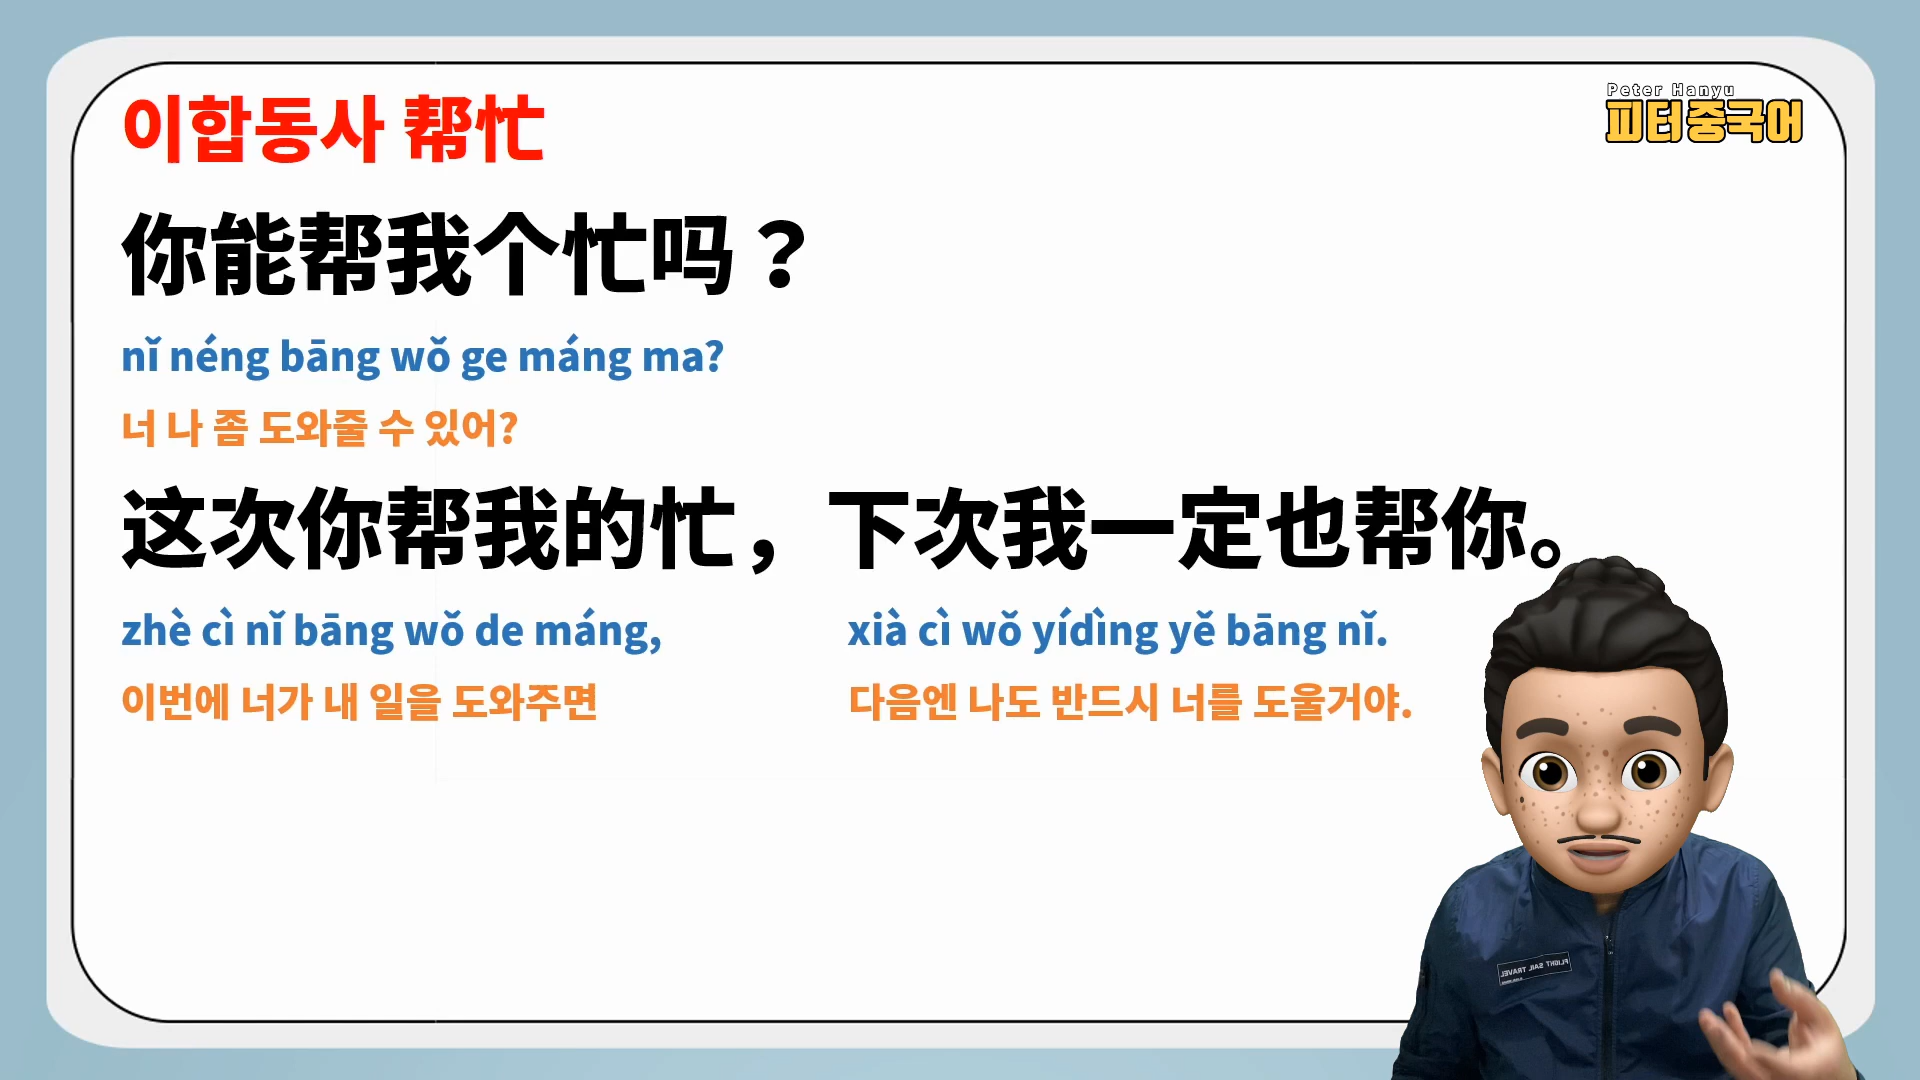 이합동사 帮忙
Peter Hanyu
피터중국어
你能帮我个忙吗？
nǐ néng bāng wǒ ge máng ma?
너 나 좀 도와줄 수 있어?
这次你帮我的忙，下次我一定也帮你。
zhè cì nǐ bāng wǒ de máng, xià cì wǒ yídìng yě bāng nǐ.
이번에 너가 내 일을 도와주면 다음엔 나도 반드시 너를 도울거야.
FLIGHT SAIL TRAVEL